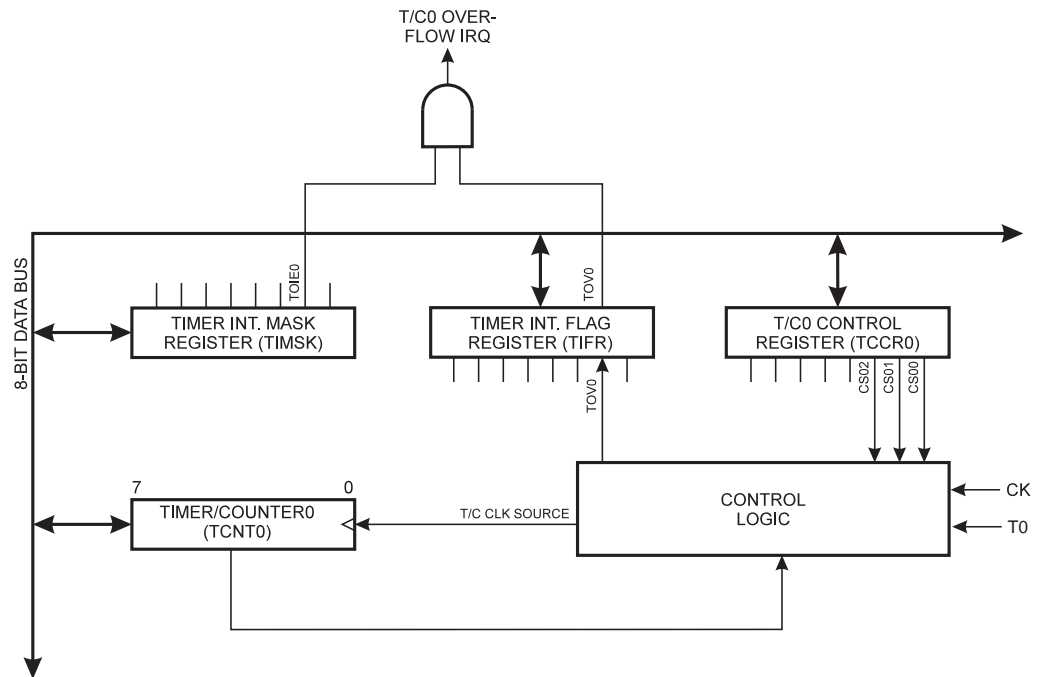 T/C0 OVER-
FLOW IRQ
8-BIT DATA BUS
TOIE0
TOV0
TIMER INT. MASK
REGISTER (TIMSK)
TIMER INT. FLAG
REGISTER (TIFR)
T/C0 CONTROL
REGISTER (TCCR0)
TOV0
CS02
CS01
CS00
7
0
TIMER/COUNTER0
(TCNT0)
T/C CLK SOURCE
CONTROL
LOGIC
CK
T0